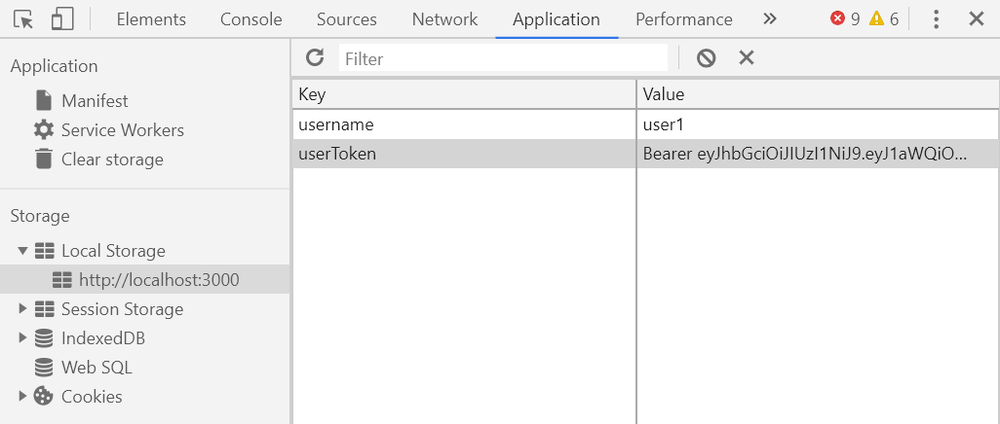 Elements Console Sources Network Application Performance 9 6
Application
Manifest
Service Workers
Clear storage
Storage
Local Storage
http://localhost:3000
Session Storage
IndexedDB
Web SQL
Cookies
Filter
Key Value
username user1
userToken Bearer eyJhbGciOiJIUzI1NiJ9.eyJ1aWQiO...